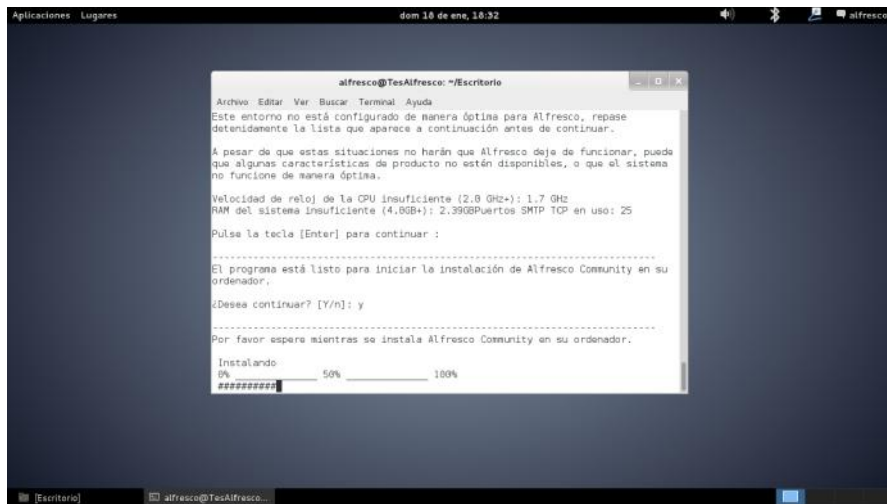 Aplicaciones Lugares dom 18 de ene, 18:32 alfresco
alfresco@TesAlfresco: ~/Escritorio
Archivo Editar Ver Buscar Terminal Ayuda
Este entorno no está configurado de manera óptima para Alfresco, repase
detenidamente la lista que aparece a continuación antes de continuar.
A pesar de que estas situaciones no harán que Alfresco deje de funcionar, puede
que algunas características de producto no estén disponibles, o que el sistema
no funcione de manera óptima.
Velocidad de reloj de la CPU insuficiente (2.0 GHz+): 1.7 GHz
RAM del sistema insuficiente (4.0GB+): 2.39GBPuertos SMTP TCP en uso: 25
Pulse la tecla [Enter] para continuar :
----------------------------------------------------------------------------
El programa está listo para iniciar la instalación de Alfresco Community en su
ordenador.
¿Desea continuar? [Y/n]: y
----------------------------------------------------------------------------
Por favor espere mientras se instala Alfresco Community en su ordenador.
Instalando
0% ______________ 50% ______________ 100%
##########
[Escritorio] alfresco@TesAlfresco...